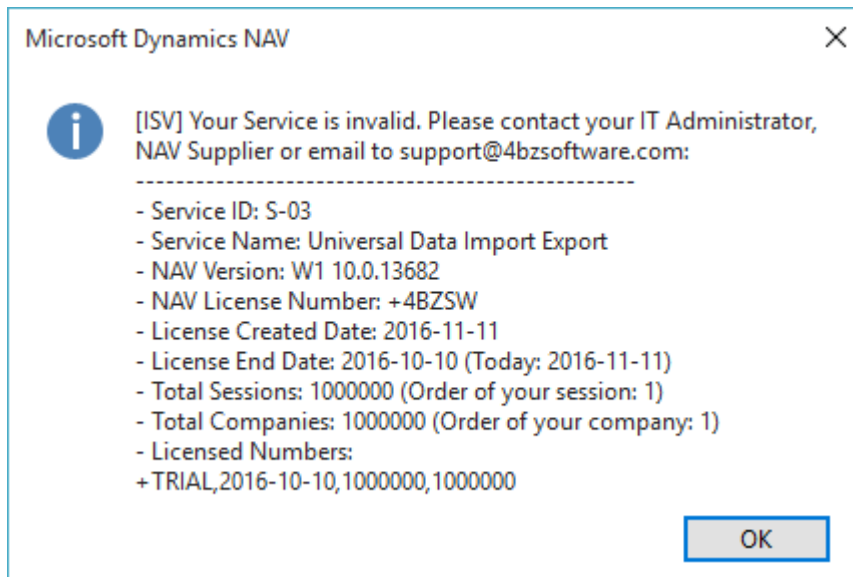 Microsoft Dynamics NAV
[ISV] Your Service is invalid. Please contact your IT Administrator,
NAV Supplier or email to support@4bzsoftware.com:
--------------------------------------------------
- Service ID: S-03
- Service Name: Universal Data Import Export
- NAV Version: W1 10.0.13682
- NAV License Number: +4BZSW
- License Created Date: 2016-11-11
- License End Date: 2016-10-10 (Today: 2016-11-11)
- Total Sessions: 1000000 (Order of your session: 1)
- Total Companies: 1000000 (Order of your company: 1)
- Licensed Numbers:
+TRIAL,2016-10-10,1000000,1000000
OK